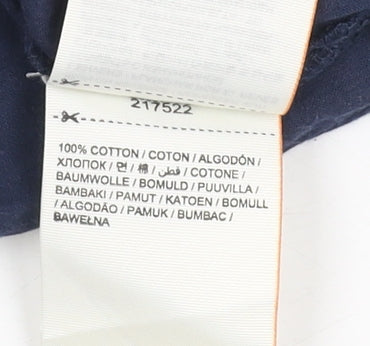 217522
100% COTTON / COTON / ALGODÓN /
ХЛОПОК / 면 / 棉 / قطن / COTONE /
BAUMWOLLE / BOMULD / PUUVILLA /
BAMBAKI / PAMUT / KATOEN / BOMULL
/ ALGODÃO / PAMUK / BUMBAC /
BAWEŁNA